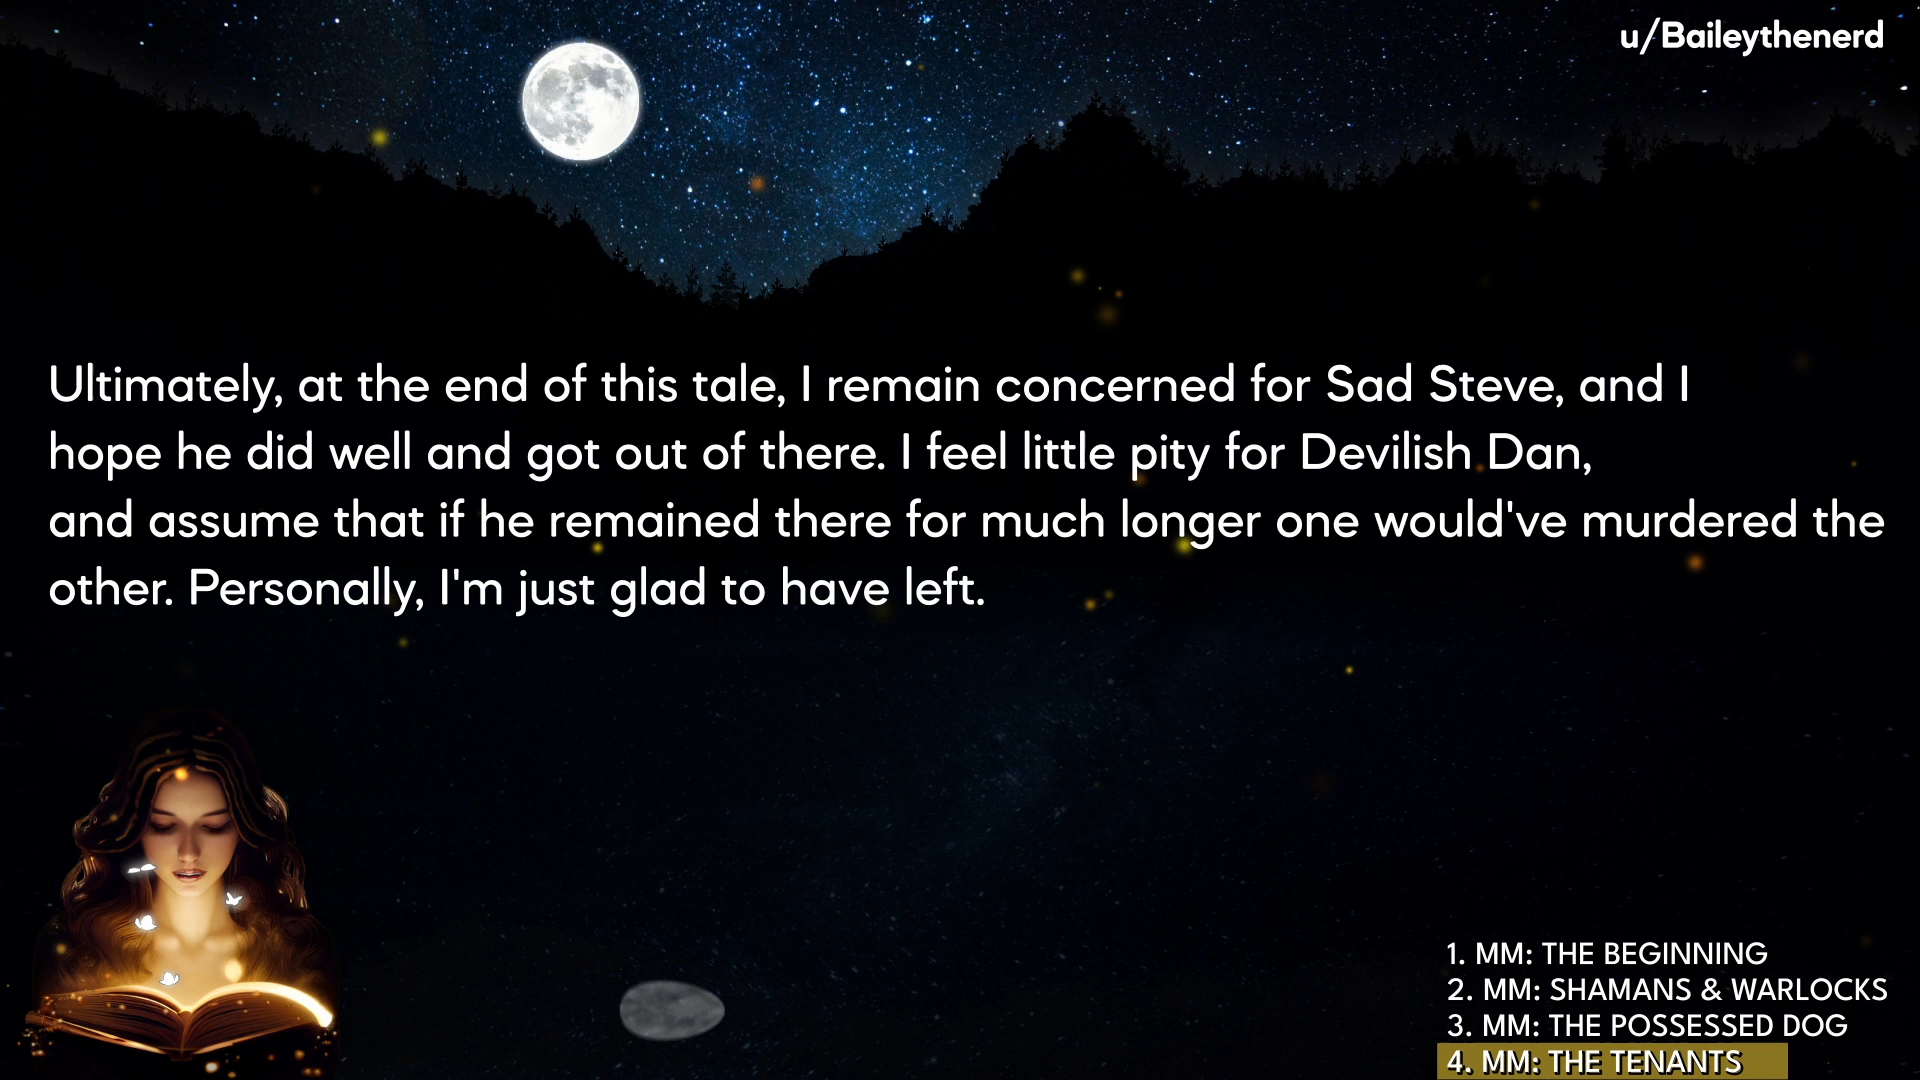 u/Baileythenerd
Ultimately, at the end of this tale, I remain concerned for Sad Steve, and I
hope he did well and got out of there. I feel little pity for Devilish Dan,
and assume that if he remained there for much longer one would've murdered the
other. Personally, I'm just glad to have left.
1. MM: THE BEGINNING
2. MM: SHAMANS & WARLOCKS
3. MM: THE POSSESSED DOG
4. MM: THE TENANTS